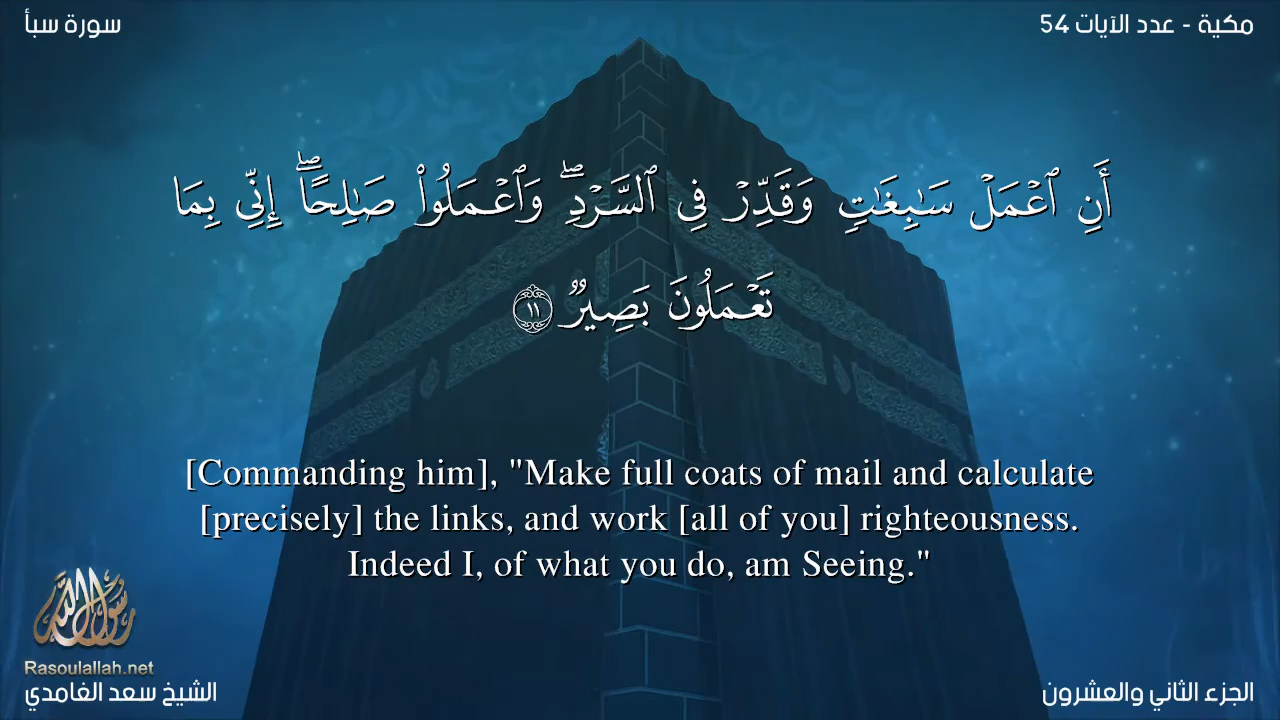 مكية - عدد الآيات 54
سورة سبأ
أَنِ ٱعْمَلْ سَـٰبِغَـٰتٍ وَقَدِّرْ فِى ٱلسَّرْدِ ۖ وَٱعْمَلُوا۟ صَـٰلِحًا ۖ إِنِّى بِمَا
تَعْمَلُونَ بَصِيرٌ ١١
[Commanding him], "Make full coats of mail and calculate
[precisely] the links, and work [all of you] righteousness.
Indeed I, of what you do, am Seeing."
رسول الله
Rasoulallah.net
الجزء الثاني والعشرون
الشيخ سعد الغامدي